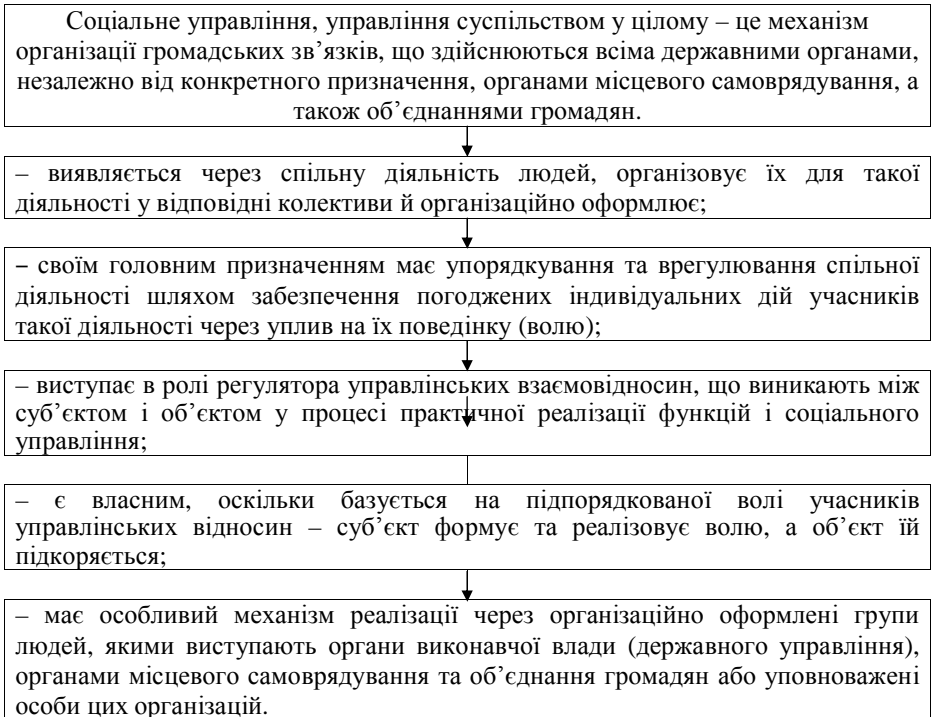 Соціальне управління, управління суспільством у цілому – це механізм
організації громадських зв’язків, що здійснюються всіма державними органами,
незалежно від конкретного призначення, органами місцевого самоврядування, а
також об’єднаннями громадян.
– виявляється через спільну діяльність людей, організовує їх для такої
діяльності у відповідні колективи й організаційно оформлює;
– своїм головним призначенням має упорядкування та врегулювання спільної
діяльності шляхом забезпечення погоджених індивідуальних дій учасників
такої діяльності через уплив на їх поведінку (волю);
– виступає в ролі регулятора управлінських взаємовідносин, що виникають між
суб’єктом і об’єктом у процесі практичної реалізації функцій і соціального
управління;
– є власним, оскільки базується на підпорядкованої волі учасників
управлінських відносин – суб’єкт формує та реалізовує волю, а об’єкт їй
підкоряється;
– має особливий механізм реалізації через організаційно оформлені групи
людей, якими виступають органи виконавчої влади (державного управління),
органами місцевого самоврядування та об’єднання громадян або уповноважені
особи цих організацій.